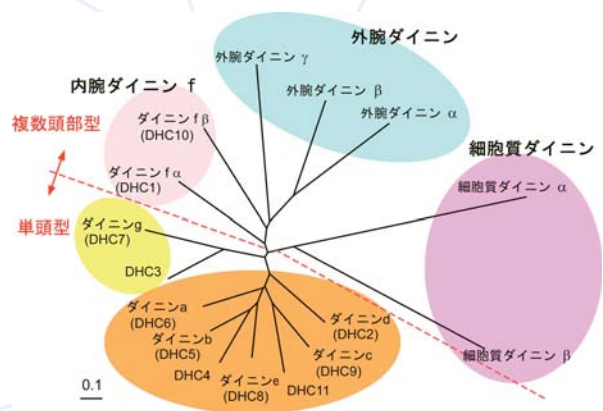 外腕ダイニン
外腕ダイニン γ
内腕ダイニン f
外腕ダイニン β
複数頭部型
ダイニン f β
(DHC10)
外腕ダイニン α
細胞質ダイニン
ダイニン f α
(DHC1)
細胞質ダイニン α
単頭型
ダイニンg
(DHC7)
DHC3
ダイニンa
(DHC6)
ダイニンd
(DHC2)
ダイニンb
(DHC5)
ダイニンc
(DHC9)
細胞質ダイニン β
DHC4
ダイニンe
(DHC8)
DHC11
0.1